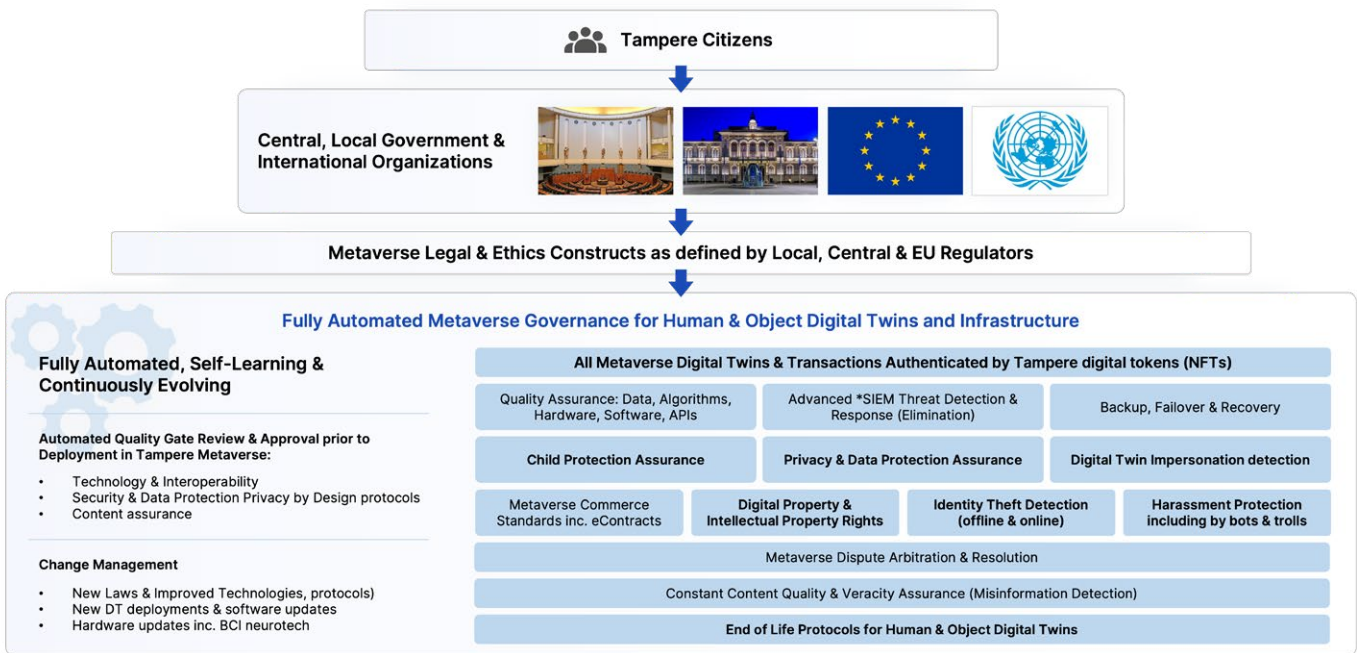 Tampere Citizens
Central, Local Government &
International Organizations
Metaverse Legal & Ethics Constructs as defined by Local, Central & EU Regulators
Fully Automated Metaverse Governance for Human & Object Digital Twins and Infrastructure
Fully Automated, Self-Learning &
Continuously Evolving
Automated Quality Gate Review & Approval prior to
Deployment in Tampere Metaverse:
• Technology & Interoperability
• Security & Data Protection Privacy by Design protocols
• Content assurance
Change Management
• New Laws & Improved Technologies, protocols)
• New DT deployments & software updates
• Hardware updates inc. BCI neurotech
All Metaverse Digital Twins & Transactions Authenticated by Tampere digital tokens (NFTs)
Quality Assurance: Data, Algorithms,
Hardware, Software, APIs
Advanced *SIEM Threat Detection &
Response (Elimination)
Backup, Failover & Recovery
Child Protection Assurance
Privacy & Data Protection Assurance
Digital Twin Impersonation detection
Metaverse Commerce
Standards inc. eContracts
Digital Property &
Intellectual Property Rights
Identity Theft Detection
(offline & online)
Harassment Protection
including by bots & trolls
Metaverse Dispute Arbitration & Resolution
Constant Content Quality & Veracity Assurance (Misinformation Detection)
End of Life Protocols for Human & Object Digital Twins